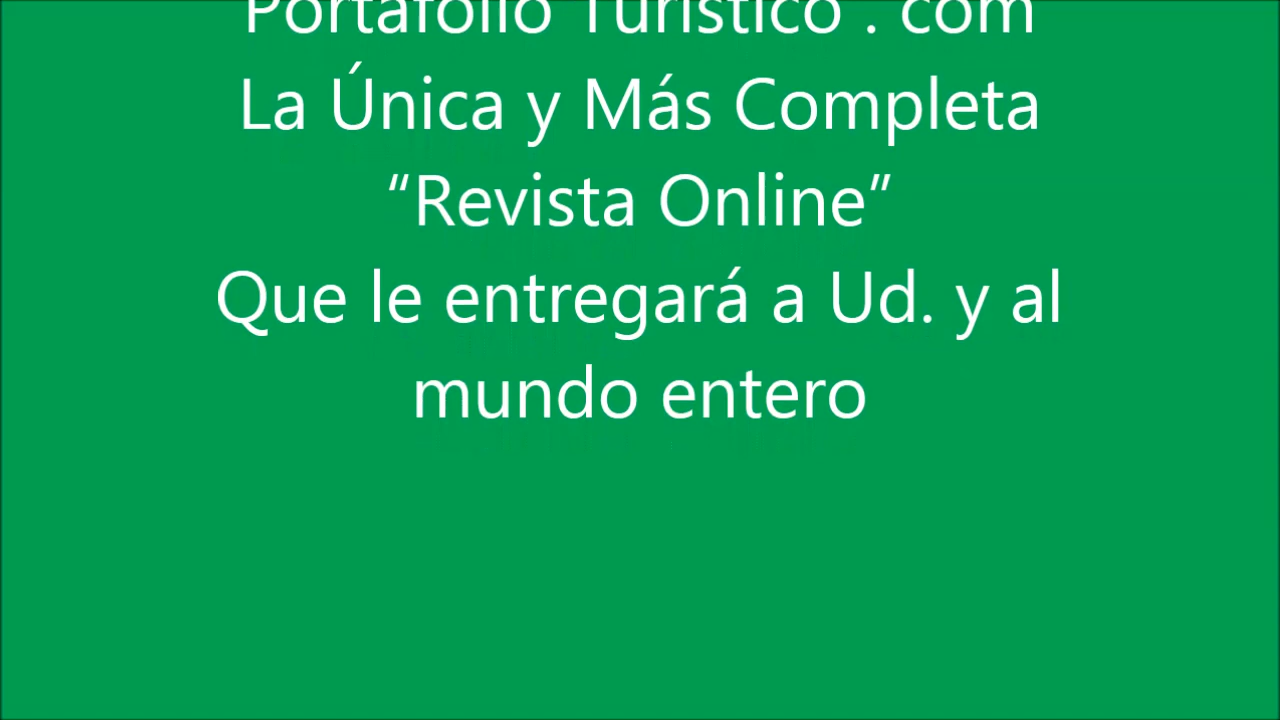 Portafolio Turístico . com
La Única y Más Completa
“Revista Online”
Que le entregará a Ud. y al
mundo entero